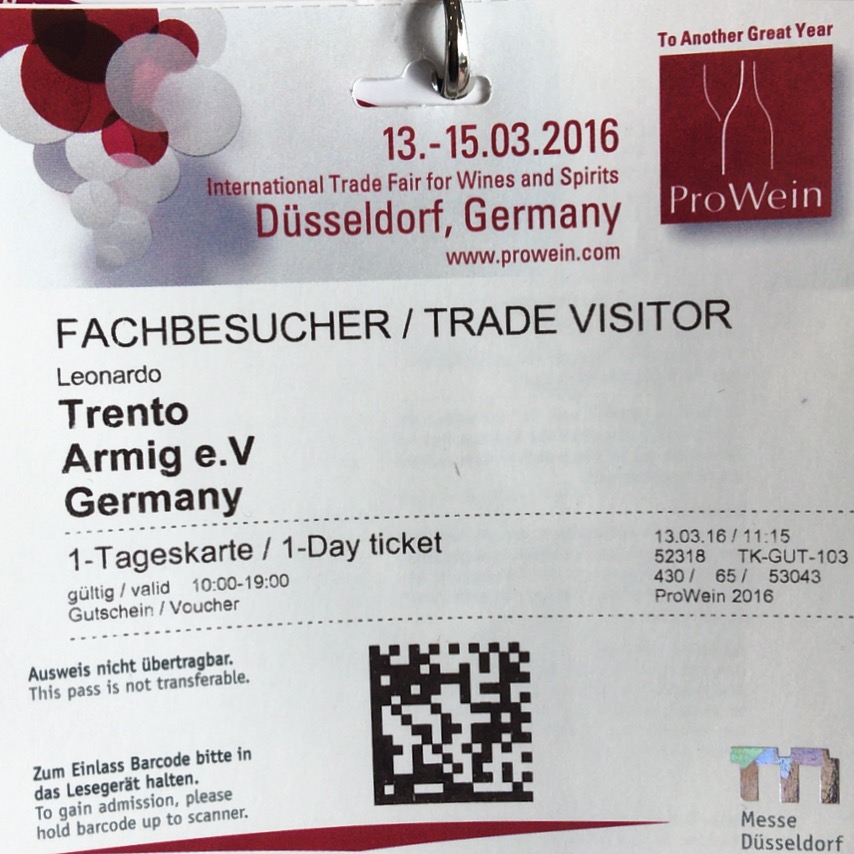 To Another Great Year
ProWein
13.-15.03.2016
International Trade Fair for Wines and Spirits
Düsseldorf, Germany
www.prowein.com
FACHBESUCHER / TRADE VISITOR
Leonardo
Trento
Armig e.V
Germany
1-Tageskarte / 1-Day ticket
gültig / valid 10:00-19:00
Gutschein / Voucher
13.03.16 / 11:15
52318 TK-GUT-103
430 / 65 / 53043
ProWein 2016
Ausweis nicht übertragbar.
This pass is not transferable.
Zum Einlass Barcode bitte in
das Lesegerät halten.
To gain admission, please
hold barcode up to scanner.
Messe
Düsseldorf